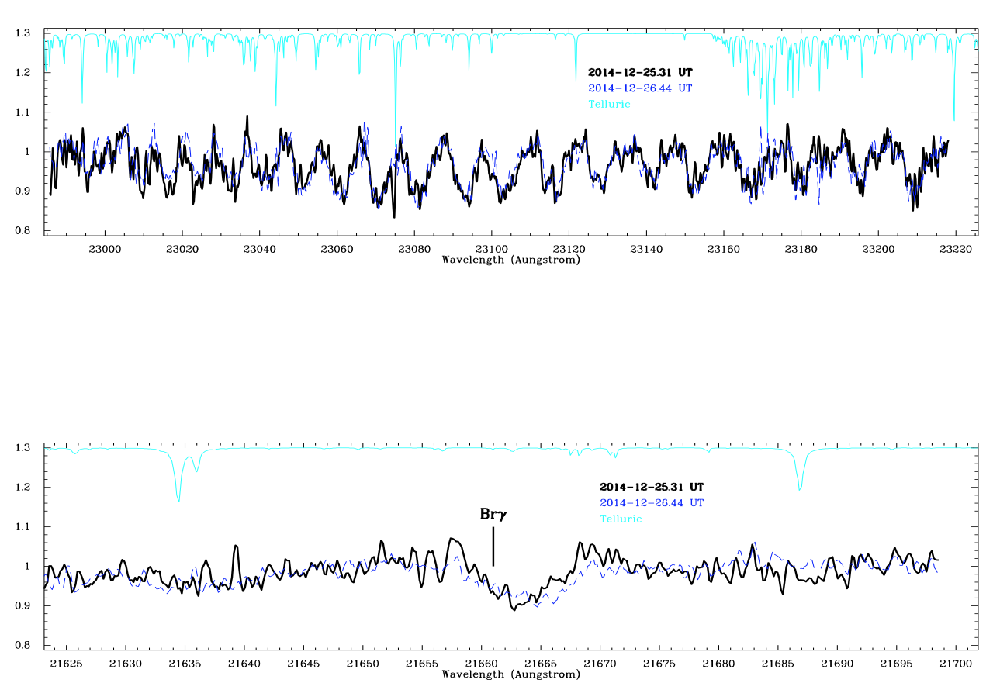 1.3
1.2
1.1
1
0.9
0.8
2014-12-25.31 UT
2014-12-26.44 UT
Telluric
23000 23020 23040 23060 23080 23100 23120 23140 23160 23180 23200 23220
Wavelength (Aungstrom)
1.3
1.2
1.1
1
0.9
0.8
2014-12-25.31 UT
2014-12-26.44 UT
Telluric
Brγ
21625 21630 21635 21640 21645 21650 21655 21660 21665 21670 21675 21680 21685 21690 21695 21700
Wavelength (Aungstrom)